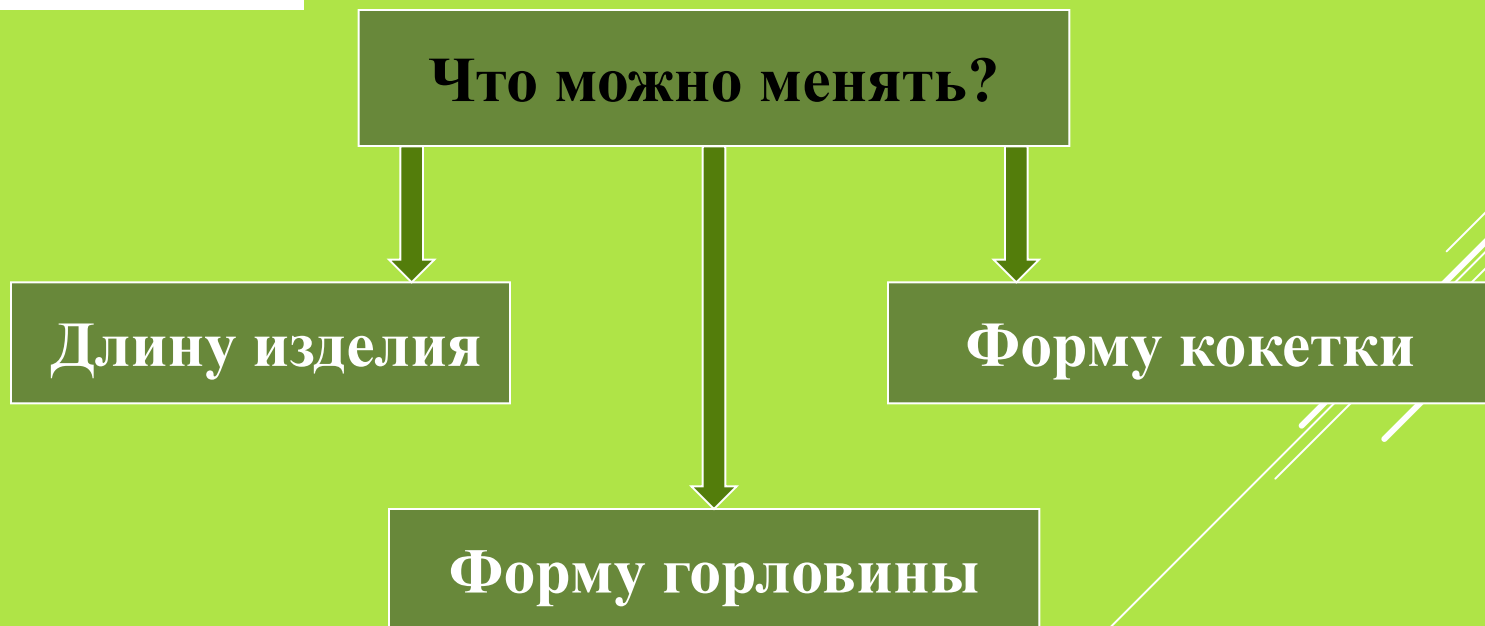 Что можно менять?
Длину изделия
Форму кокетки
Форму горловины